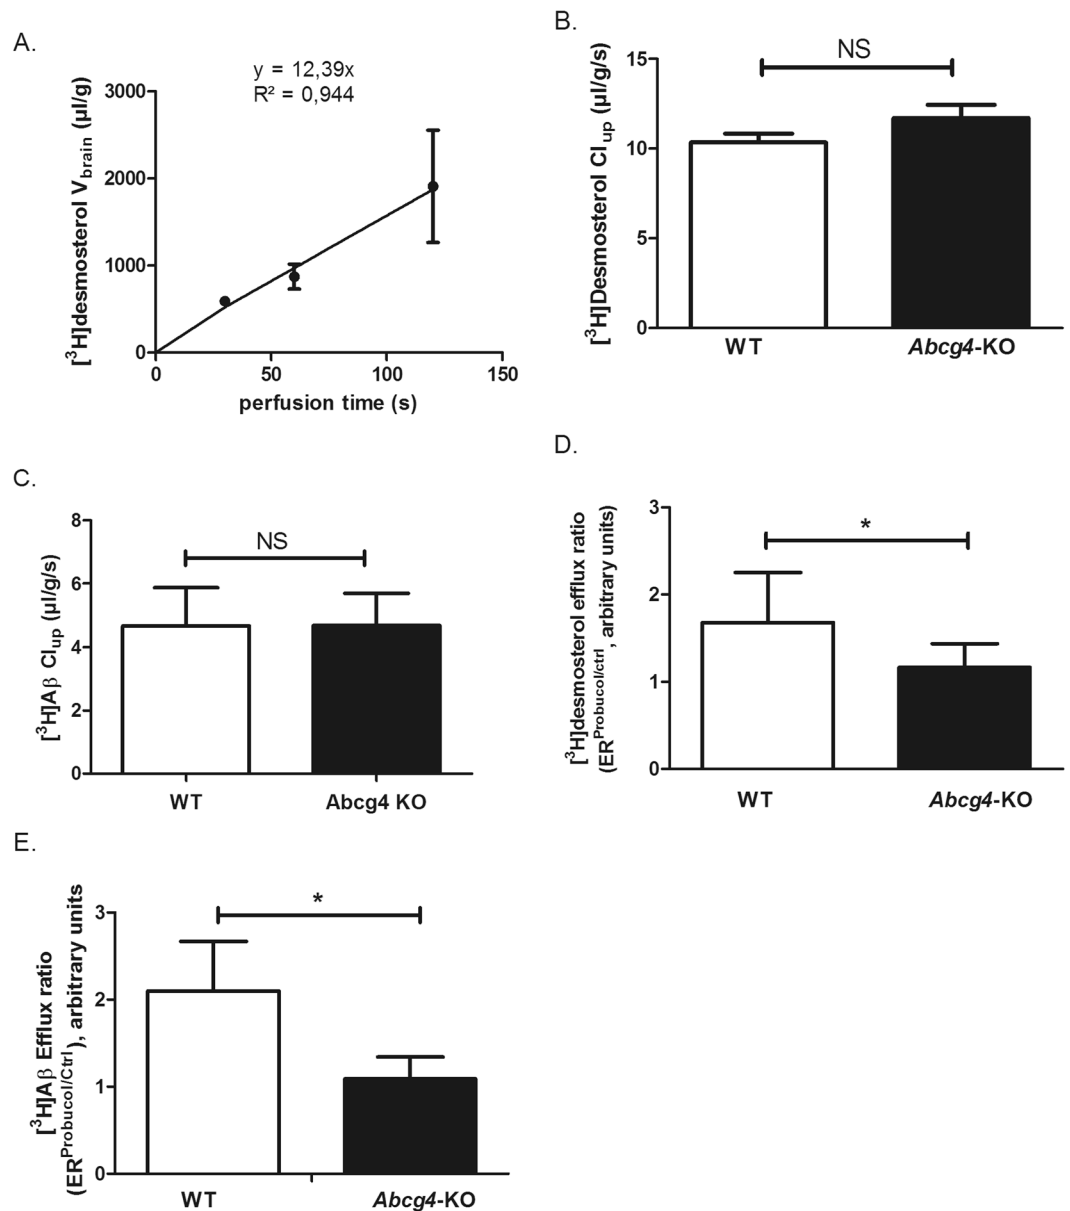 A.
y = 12,39x
R² = 0,944
[³H]desmosterol V_brain (µl/g)
3000
2000
1000
0
0 50 100 150
perfusion time (s)
B.
[³H]Desmosterol Cl_up (µl/g/s)
15
10
5
0
NS
WT Abcg4-KO
C.
[³H]Aβ Cl_up (µl/g/s)
8
6
4
2
0
NS
WT Abcg4 KO
D.
[³H]desmosterol efflux ratio
(ER^Probucol/ctrl, arbitrary units)
3
2
1
0
*
WT Abcg4-KO
E.
[³H]Aβ Efflux ratio
(ER^Probucol/Ctrl), arbitrary units
3
2
1
0
*
WT Abcg4-KO